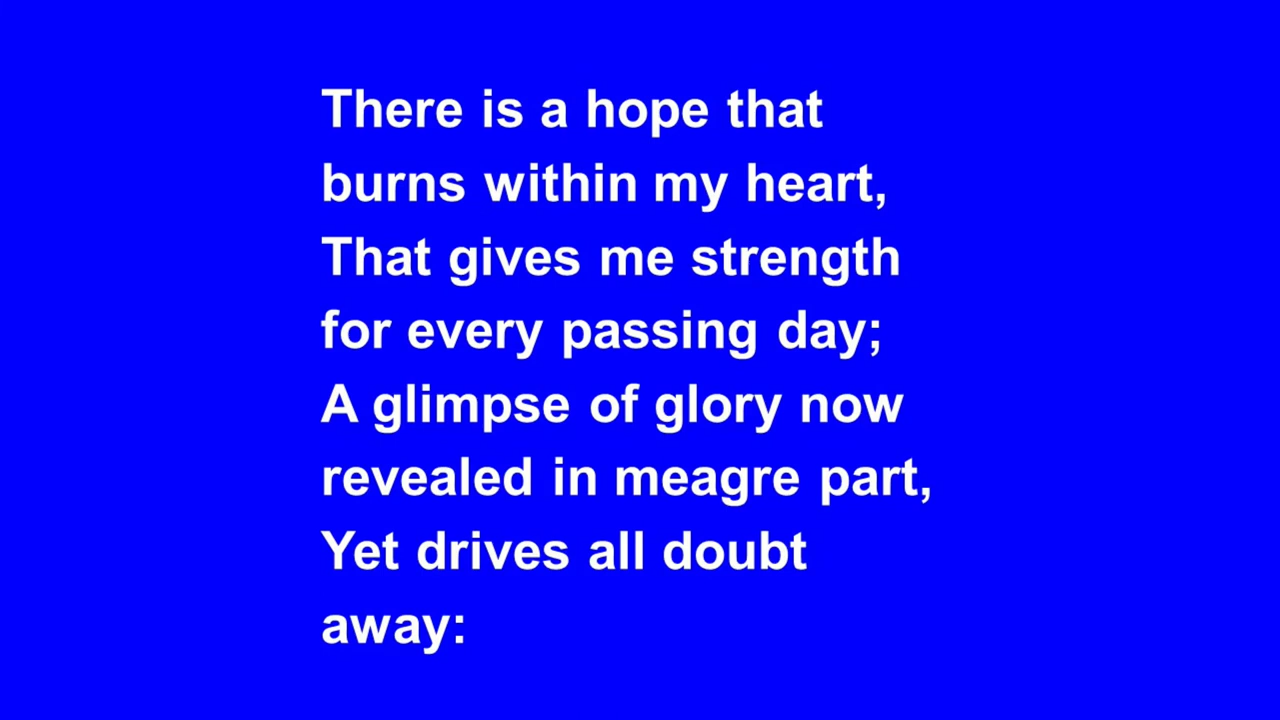 There is a hope that
burns within my heart,
That gives me strength
for every passing day;
A glimpse of glory now
revealed in meagre part,
Yet drives all doubt
away: